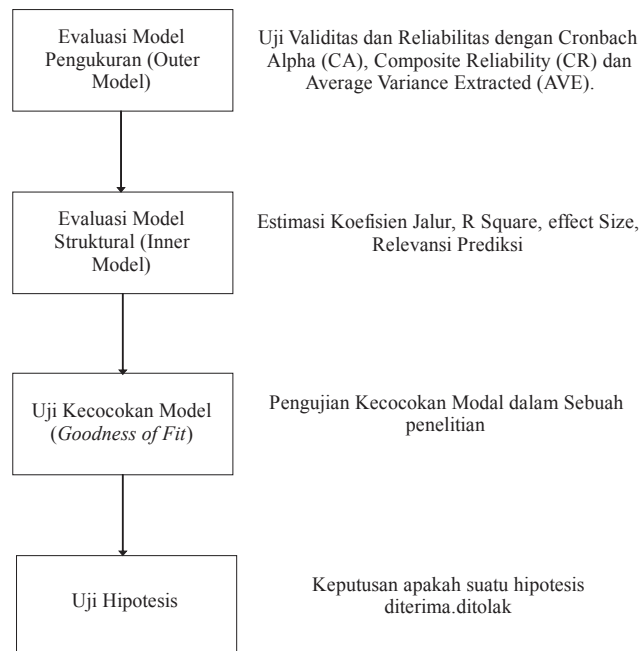 Evaluasi Model
Pengukuran (Outer
Model)
Uji Validitas dan Reliabilitas dengan Cronbach
Alpha (CA), Composite Reliability (CR) dan
Average Variance Extracted (AVE).
Evaluasi Model
Struktural (Inner
Model)
Estimasi Koefisien Jalur, R Square, effect Size,
Relevansi Prediksi
Uji Kecocokan Model
(Goodness of Fit)
Pengujian Kecocokan Modal dalam Sebuah
penelitian
Uji Hipotesis
Keputusan apakah suatu hipotesis
diterima.ditolak